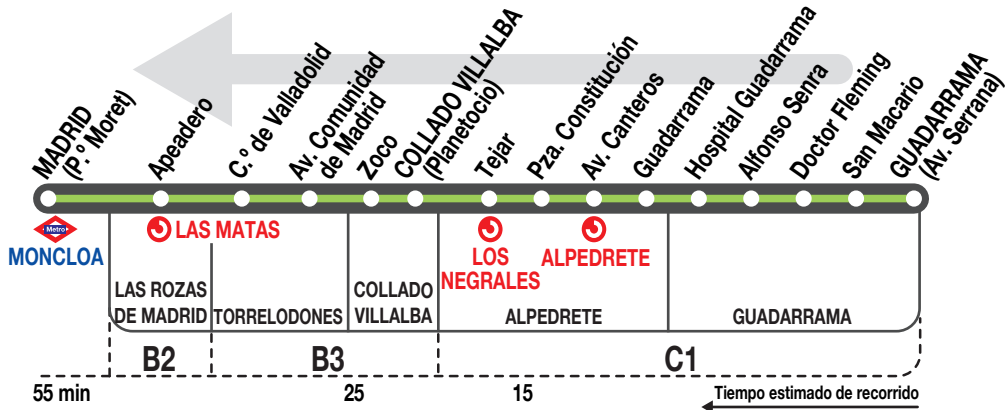 MADRID
(P.º Moret)
Apeadero
C.º de Valladolid
Av. Comunidad
de Madrid
Zoco
COLLADO VILLALBA
(Planetocio)
Tejar
Pza. Constitución
Av. Canteros
Guadarrama
Hospital Guadarrama
Alfonso Senra
Doctor Fleming
San Macario
GUADARRAMA
(Av. Serrana)
Metro
MONCLOA
LAS MATAS
LOS
NEGRALES
ALPEDRETE
LAS ROZAS
DE MADRID
TORRELODONES
COLLADO
VILLALBA
ALPEDRETE
GUADARRAMA
B2
B3
C1
55 min
25
15
Tiempo estimado de recorrido